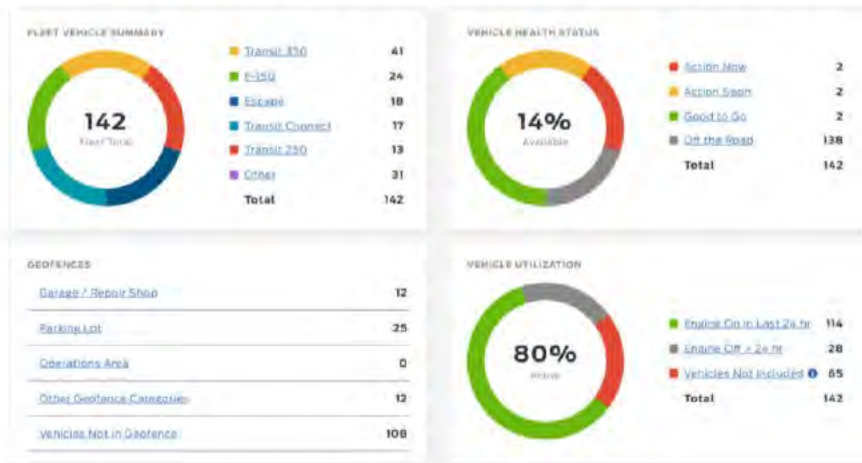 FLEET VEHICLE SUMMARY
142
Fleet Total
Transit 350 41
F-150 24
Escape 18
Transit Connect 17
Transit 250 13
Other 31
Total 142
VEHICLE HEALTH STATUS
14%
Available
Action Now 2
Action Soon 2
Good to Go 2
Off the Road 138
Total 142
GEOFENCES
Garage / Repair Shop 12
Parking Lot 25
Operations Area 0
Other Geofence Categories 12
Vehicles Not in Geofence 108
VEHICLE UTILIZATION
80%
Active
Engine On in Last 24 hr 114
Engine Off > 24 hr 28
Vehicles Not Included 65
Total 142